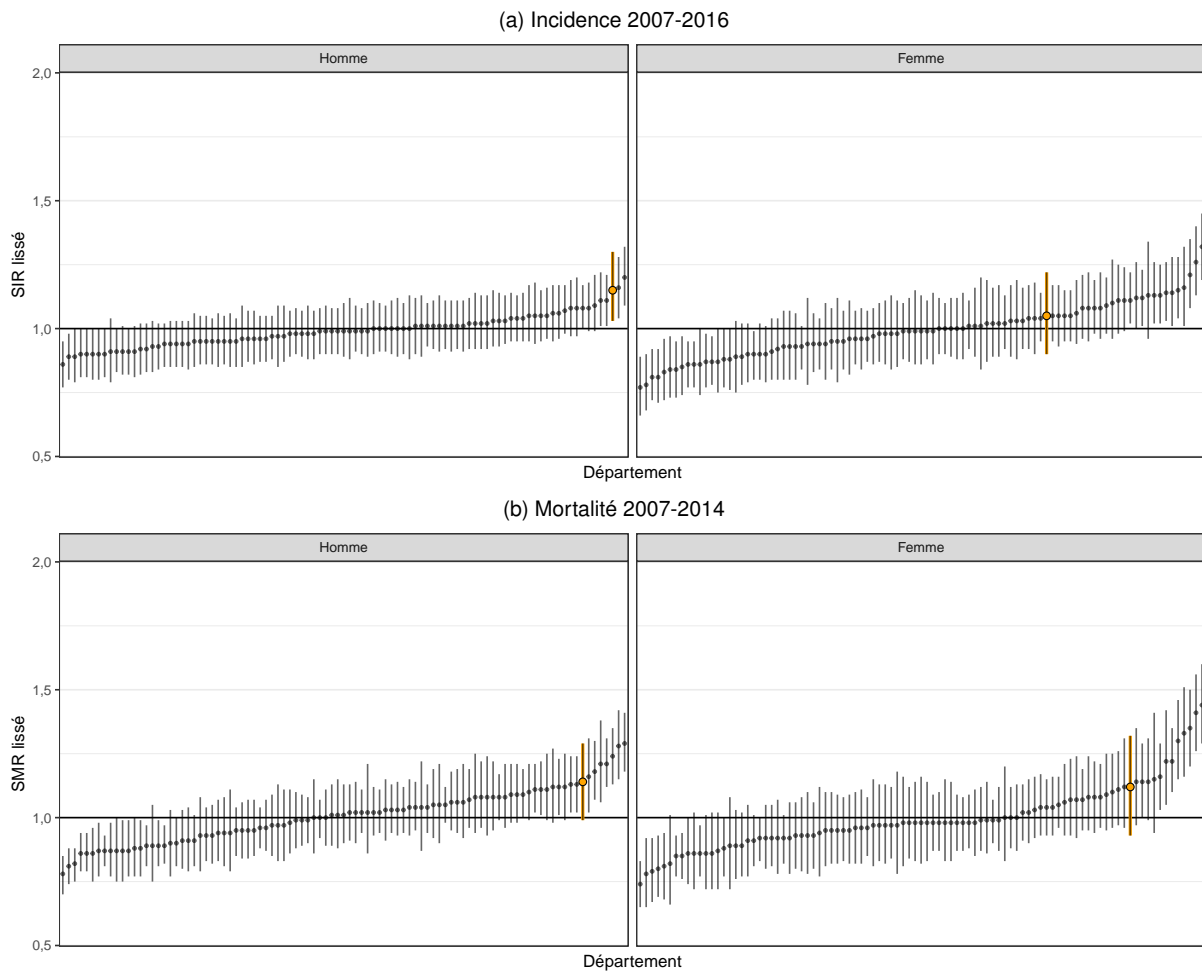 (a) Incidence 2007-2016
Homme
Femme
2,0
1,5
1,0
0,5
SIR lissé
Département
(b) Mortalité 2007-2014
Homme
Femme
2,0
1,5
1,0
0,5
SMR lissé
Département